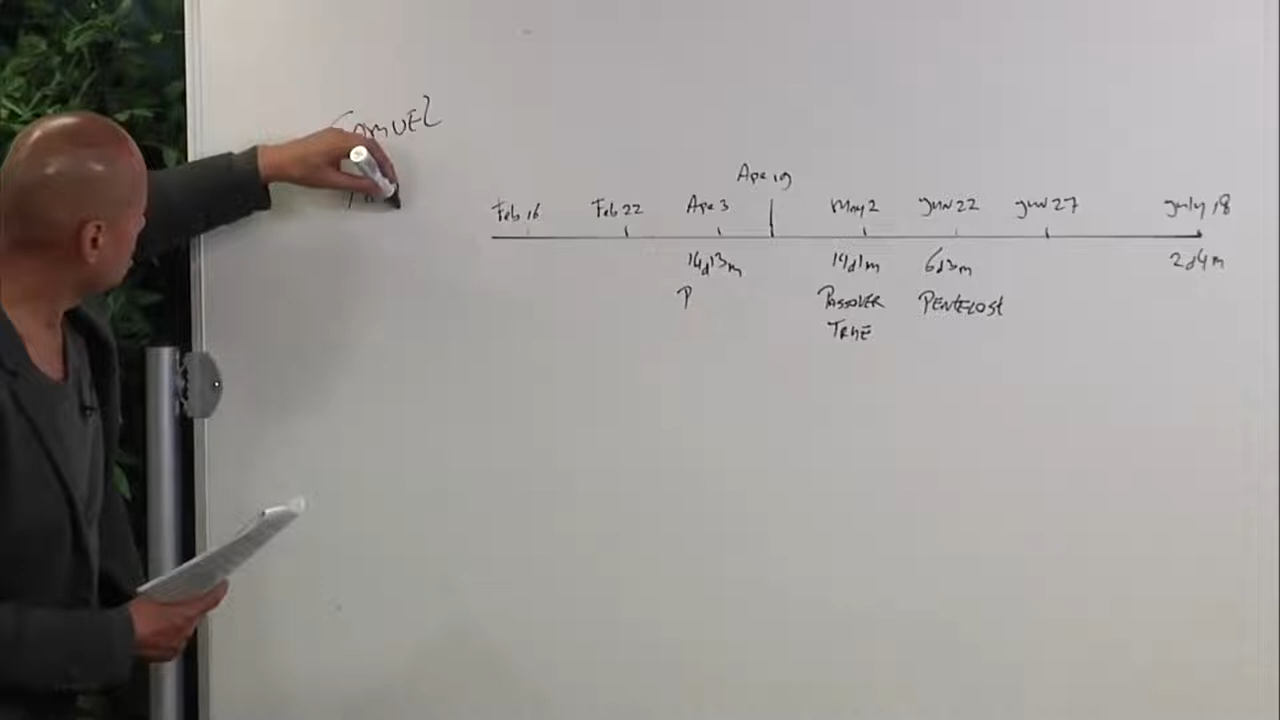 SAMUEL
Apr 19
Feb 16 Feb 22 Apr 3 May 2 Jun 22 Jun 27 July 18
14d13m 14d1m 6d3m 2d4m
P PASSOVER PENTECOST
TRUE